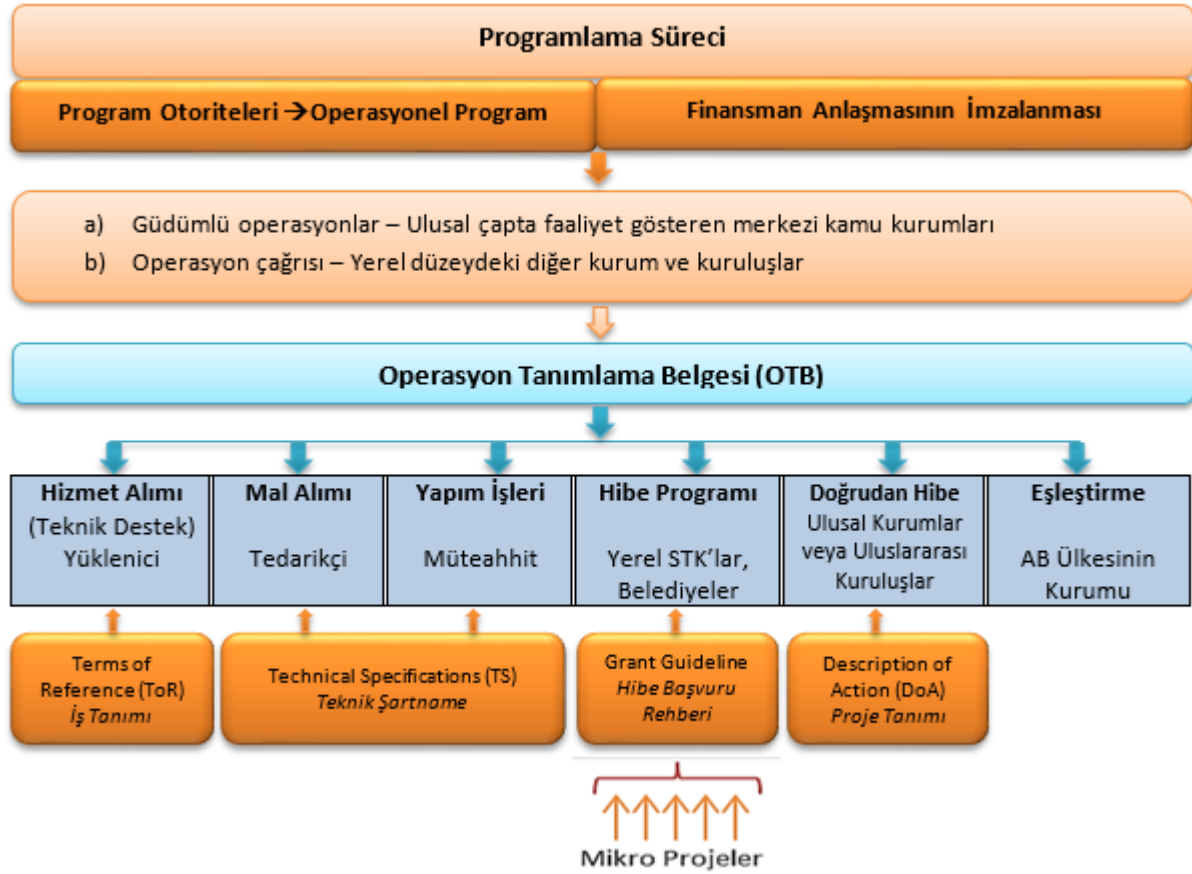 Programlama Süreci
Program Otoriteleri →Operasyonel Program
Finansman Anlaşmasının İmzalanması
a) Güdümlü operasyonlar – Ulusal çapta faaliyet gösteren merkezi kamu kurumları
b) Operasyon çağrısı – Yerel düzeydeki diğer kurum ve kuruluşlar
Operasyon Tanımlama Belgesi (OTB)
Hizmet Alımı
(Teknik Destek)
Yüklenici
Mal Alımı
Tedarikçi
Yapım İşleri
Müteahhit
Hibe Programı
Yerel STK’lar,
Belediyeler
Doğrudan Hibe
Ulusal Kurumlar
veya Uluslararası
Kuruluşlar
Eşleştirme
AB Ülkesinin
Kurumu
Terms of
Reference (ToR)
İş Tanımı
Technical Specifications (TS)
Teknik Şartname
Grant Guideline
Hibe Başvuru
Rehberi
Description of
Action (DoA)
Proje Tanımı
Mikro Projeler